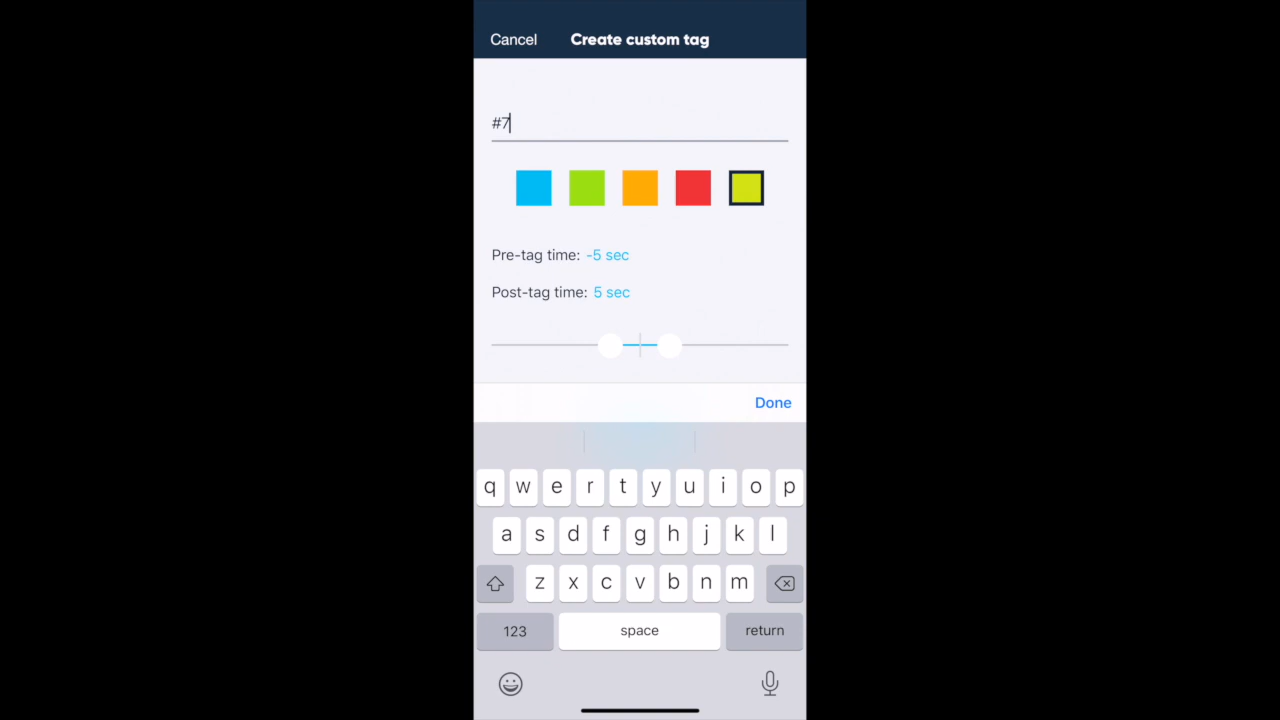 Cancel Create custom tag
#7
Pre-tag time: -5 sec
Post-tag time: 5 sec
Done
q w e r t y u i o p
a s d f g h j k l
z x c v b n m
123 space return